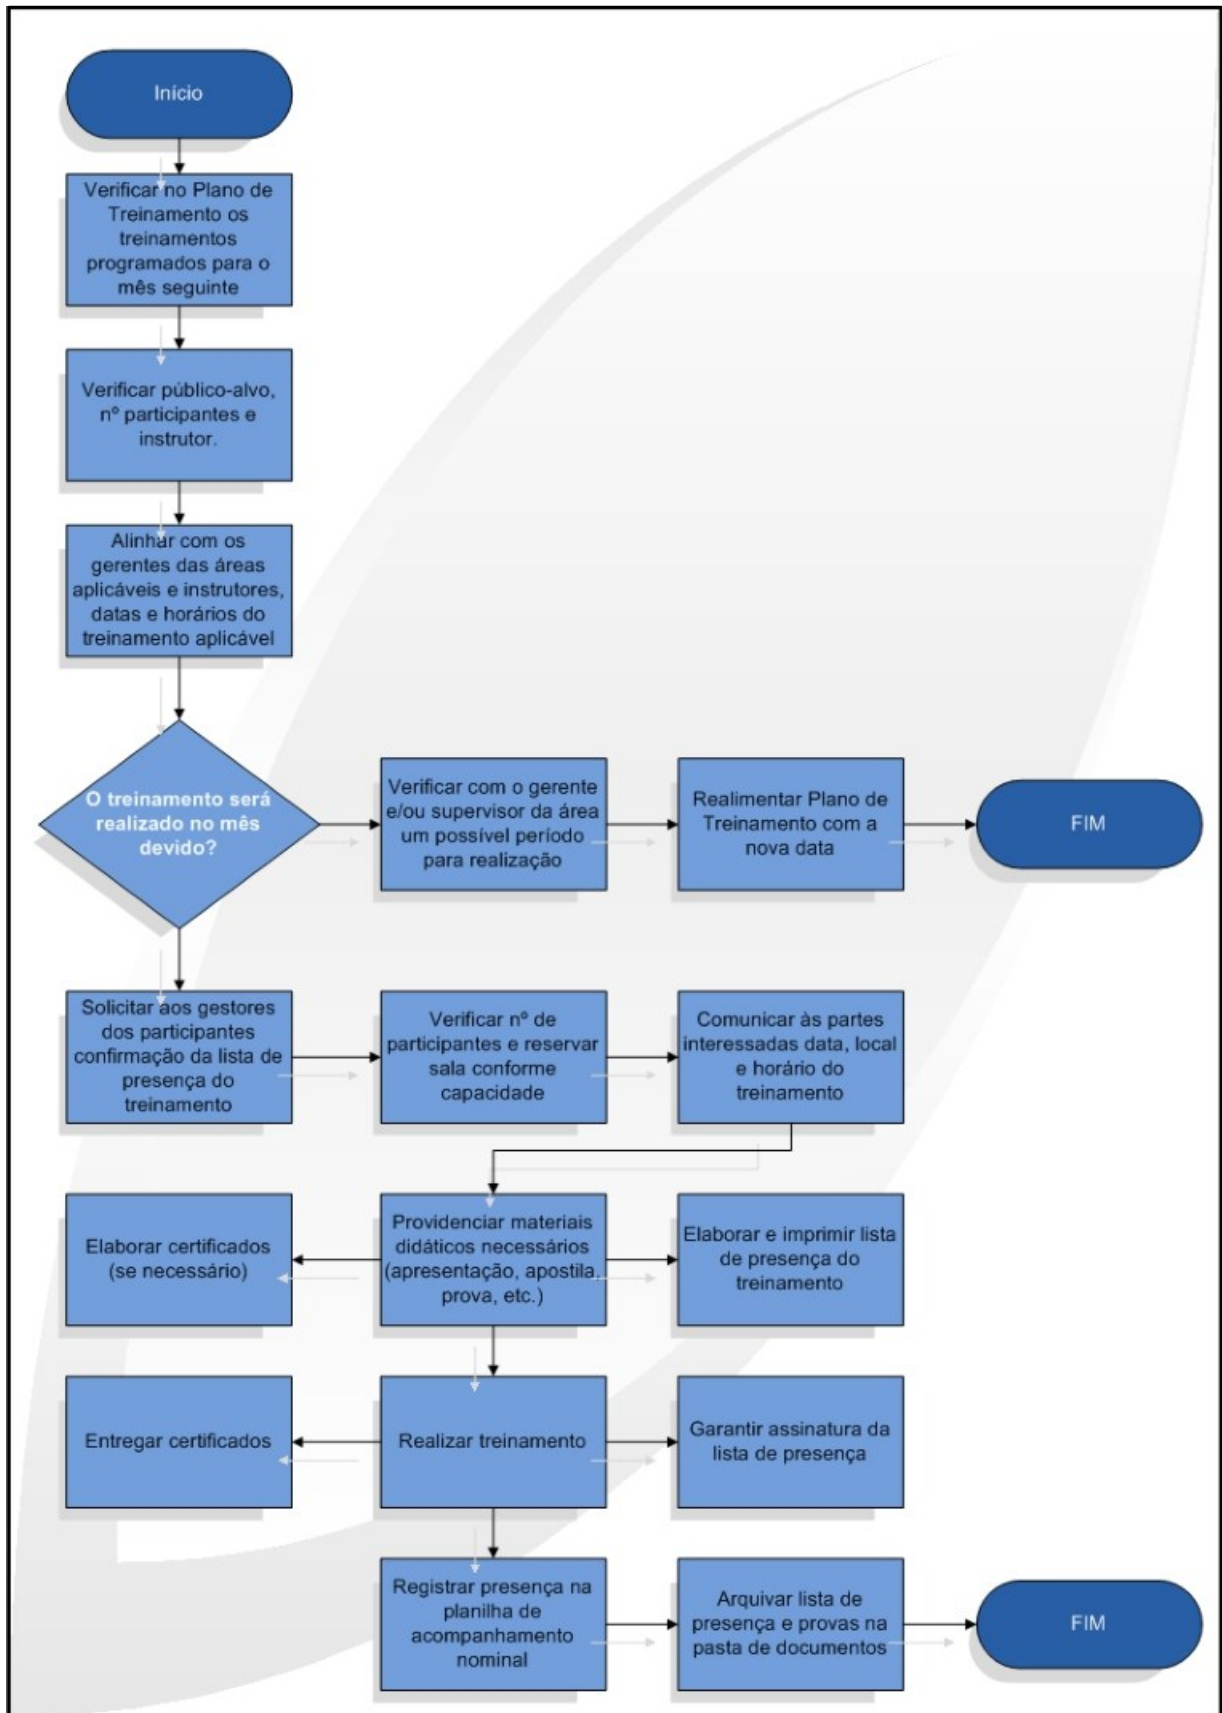 Início
Verificar no Plano de
Treinamento os
treinamentos
programados para o
mês seguinte
Verificar público-alvo,
nº participantes e
instrutor.
Alinhar com os
gerentes das áreas
aplicáveis e instrutores,
datas e horários do
treinamento aplicável
O treinamento será
realizado no mês
devido?
Verificar com o gerente
e/ou supervisor da área
um possível período
para realização
Realimentar Plano de
Treinamento com a
nova data
FIM
Solicitar aos gestores
dos participantes
confirmação da lista de
presença do
treinamento
Verificar nº de
participantes e reservar
sala conforme
capacidade
Comunicar às partes
interessadas data, local
e horário do
treinamento
Elaborar certificados
(se necessário)
Providenciar materiais
didáticos necessários
(apresentação, apostila,
prova, etc.)
Elaborar e imprimir lista
de presença do
treinamento
Entregar certificados
Realizar treinamento
Garantir assinatura da
lista de presença
Registrar presença na
planilha de
acompanhamento
nominal
Arquivar lista de
presença e provas na
pasta de documentos
FIM